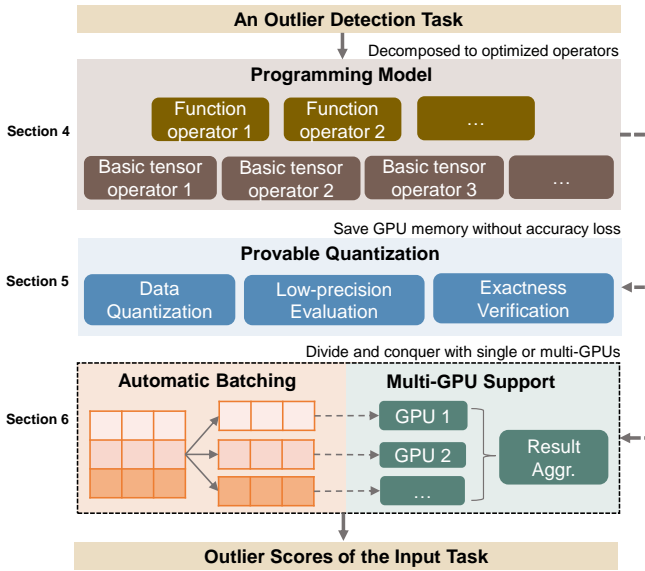 An Outlier Detection Task
Decomposed to optimized operators
Programming Model
Section 4
Function
operator 1
Function
operator 2
…
Basic tensor
operator 1
Basic tensor
operator 2
Basic tensor
operator 3
…
Save GPU memory without accuracy loss
Provable Quantization
Section 5
Data
Quantization
Low-precision
Evaluation
Exactness
Verification
Divide and conquer with single or multi-GPUs
Automatic Batching
Multi-GPU Support
Section 6
GPU 1
GPU 2
…
Result
Aggr.
Outlier Scores of the Input Task